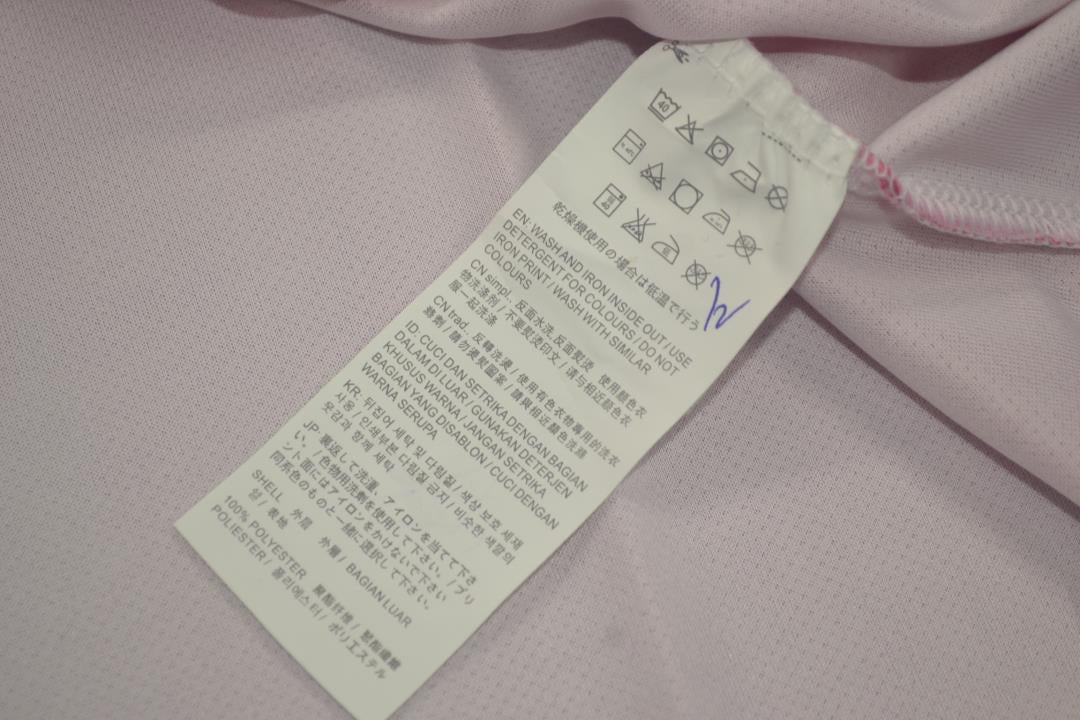 40
40
乾燥機使用の場合は低温で行う
EN: WASH AND IRON INSIDE OUT / USE
DETERGENT FOR COLOURS / DO NOT
IRON PRINT / WASH WITH SIMILAR
COLOURS
CN simpl.. 反面水洗,反面熨烫 使用颜色衣
物洗涤剂 / 不要熨烫印文 / 请与相近颜色衣
服一起洗涤
CN trad.. 反轉洗燙 / 使用有色衣物專用的洗衣
劑 / 請勿燙熨圖案 / 請與相近顏色洗滌
ID: CUCI DAN SETRIKA DENGAN BAGIAN
DALAM DI LUAR / GUNAKAN DETERJEN
KHUSUS WARNA / JANGAN SETRIKA
BAGIAN YANG DISABLON / CUCI DENGAN
WARNA SERUPA
KR: 뒤집어 세탁 및 다림질 / 색상 보호 세제
사용 / 인쇄부분 다림질 금지 / 비슷한 색깔의
옷감과 함께 세탁
JP: 裏返して洗濯、アイロンを当てて下さ
い。/ 色物用洗剤を使用して下さい。/ プリ
ント面にはアイロンをかけないで下さい
同系色のものと一緒に選択して下さい。
SHELL 外层 外層 / BAGIAN LUAR
쉘 / 表地
100% POLYESTER 聚酯纤维 / 聚酯纖維
POLIESTER / 폴리에스터 / ポリエステル